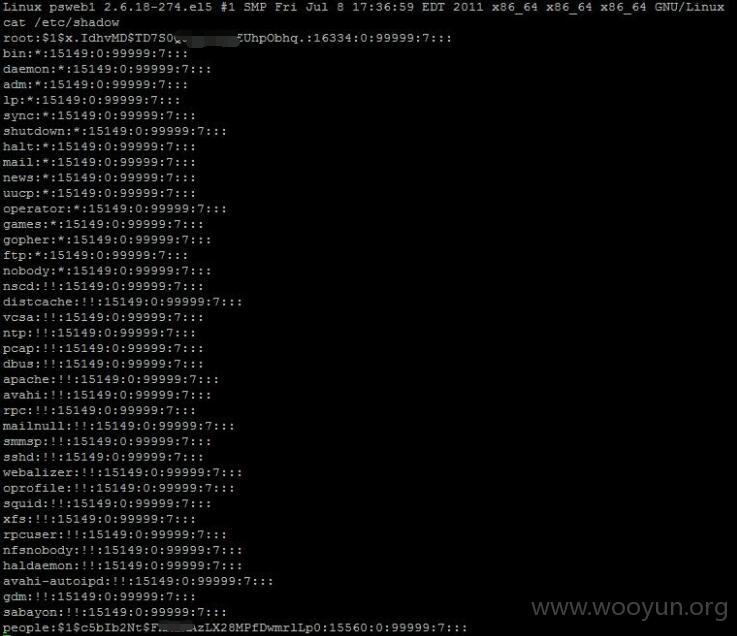 Linux psweb1 2.6.18-274.el5 #1 SMP Fri Jul 8 17:36:59 EDT 2011 x86_64 x86_64 x86_64 GNU/Linux
cat /etc/shadow
root:$1$x.IdhvMD$TD7S0 UhpObhq.:16334:0:99999:7:::
bin:*:15149:0:99999:7:::
daemon:*:15149:0:99999:7:::
adm:*:15149:0:99999:7:::
lp:*:15149:0:99999:7:::
sync:*:15149:0:99999:7:::
shutdown:*:15149:0:99999:7:::
halt:*:15149:0:99999:7:::
mail:*:15149:0:99999:7:::
news:*:15149:0:99999:7:::
uucp:*:15149:0:99999:7:::
operator:*:15149:0:99999:7:::
games:*:15149:0:99999:7:::
gopher:*:15149:0:99999:7:::
ftp:*:15149:0:99999:7:::
nobody:*:15149:0:99999:7:::
nscd:!!:15149:0:99999:7:::
distcache:!!:15149:0:99999:7:::
vcsa:!!:15149:0:99999:7:::
ntp:!!:15149:0:99999:7:::
pcap:!!:15149:0:99999:7:::
dbus:!!:15149:0:99999:7:::
apache:!!:15149:0:99999:7:::
avahi:!!:15149:0:99999:7:::
rpc:!!:15149:0:99999:7:::
mailnull:!!:15149:0:99999:7:::
smmsp:!!:15149:0:99999:7:::
sshd:!!:15149:0:99999:7:::
webalizer:!!:15149:0:99999:7:::
oprofile:!!:15149:0:99999:7:::
squid:!!:15149:0:99999:7:::
xfs:!!:15149:0:99999:7:::
rpcuser:!!:15149:0:99999:7:::
nfsnobody:!!:15149:0:99999:7:::
haldaemon:!!:15149:0:99999:7:::
avahi-autoipd:!!:15149:0:99999:7:::
gdm:!!:15149:0:99999:7:::
sabayon:!!:15149:0:99999:7:::
people:$1$c5bIb2Nt$F zLX28MPfDwmrlLp0:15560:0:99999:7:::
www.wooyun.org